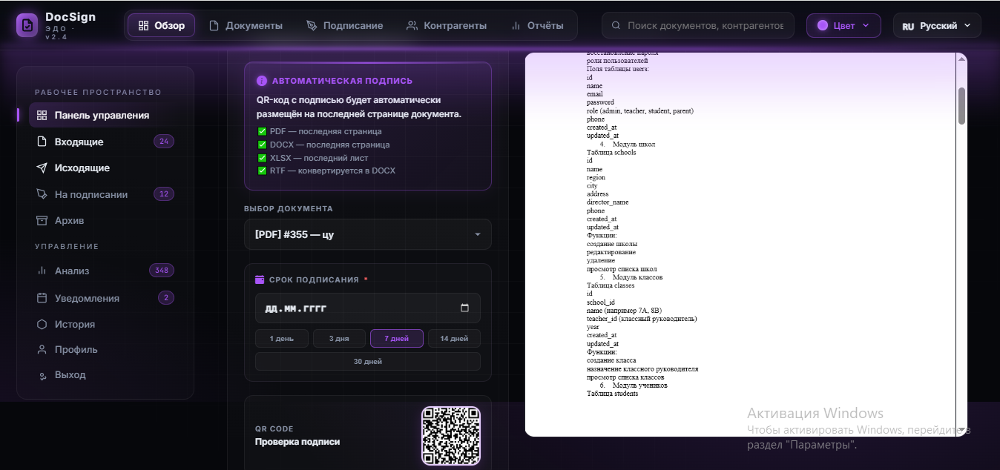 DocSign
ЭДО ·
v2.4
Обзор
Документы
Подписание
Контрагенты
Отчёты
Поиск документов, контрагентов
Цвет
RU Русский
РАБОЧЕЕ ПРОСТРАНСТВО
Панель управления
Входящие 24
Исходящие
На подписании 12
Архив
УПРАВЛЕНИЕ
Анализ 348
Уведомления 2
История
Профиль
Выход
АВТОМАТИЧЕСКАЯ ПОДПИСЬ
QR-код с подписью будет автоматически
размещён на последней странице документа.
✅ PDF — последняя страница
✅ DOCX — последняя страница
✅ XLSX — последний лист
✅ RTF — конвертируется в DOCX
ВЫБОР ДОКУМЕНТА
[PDF] #355 — цу
СРОК ПОДПИСАНИЯ *
ДД.ММ.ГГГГ
1 день
3 дня
7 дней
14 дней
30 дней
QR CODE
Проверка подписи
восстановление пароля
роли пользователей
Поля таблицы users:
id
name
email
password
role (admin, teacher, student, parent)
phone
created_at
updated_at
4. Модуль школ
Таблица schools
id
name
region
city
address
director_name
phone
created_at
updated_at
Функции:
создание школы
редактирование
удаление
просмотр списка школ
5. Модуль классов
Таблица classes
id
school_id
name (например 7А, 8В)
teacher_id (классный руководитель)
year
created_at
updated_at
Функции:
создание класса
назначение классного руководителя
просмотр списка классов
6. Модуль учеников
Таблица students
Активация Windows
Чтобы активировать Windows, перейдите в
раздел "Параметры".